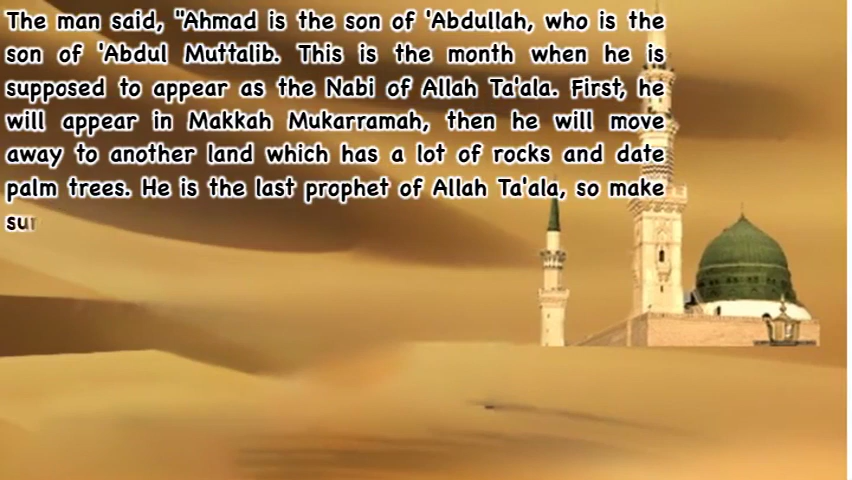 The man said, "Ahmad is the son of 'Abdullah, who is the
son of 'Abdul Muttalib. This is the month when he is
supposed to appear as the Nabi of Allah Ta'ala. First, he
will appear in Makkah Mukarramah, then he will move
away to another land which has a lot of rocks and date
palm trees. He is the last prophet of Allah Ta'ala, so make
sur